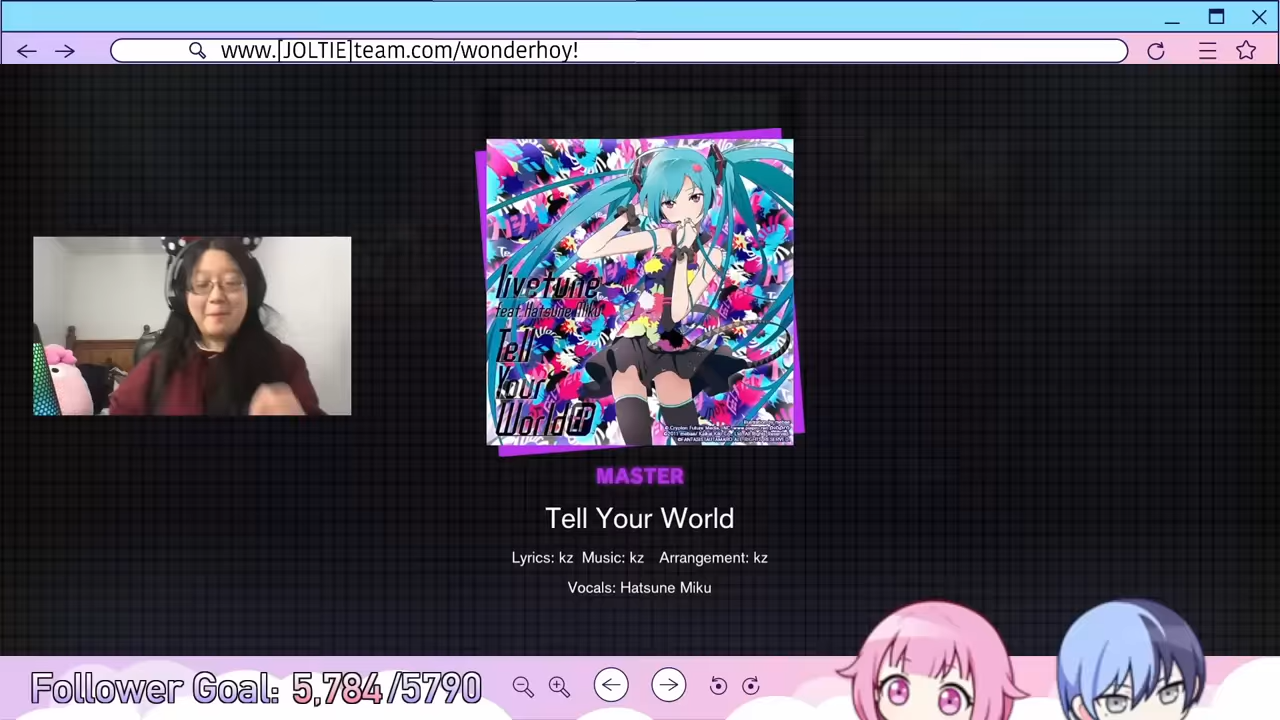 www.[JOLTIE]team.com/wonderhoy!
livetune
feat. Hatsune Miku
Tell
Your
World EP
MASTER
Tell Your World
Lyrics: kz Music: kz Arrangement: kz
Vocals: Hatsune Miku
Follower Goal: 5,784/5790